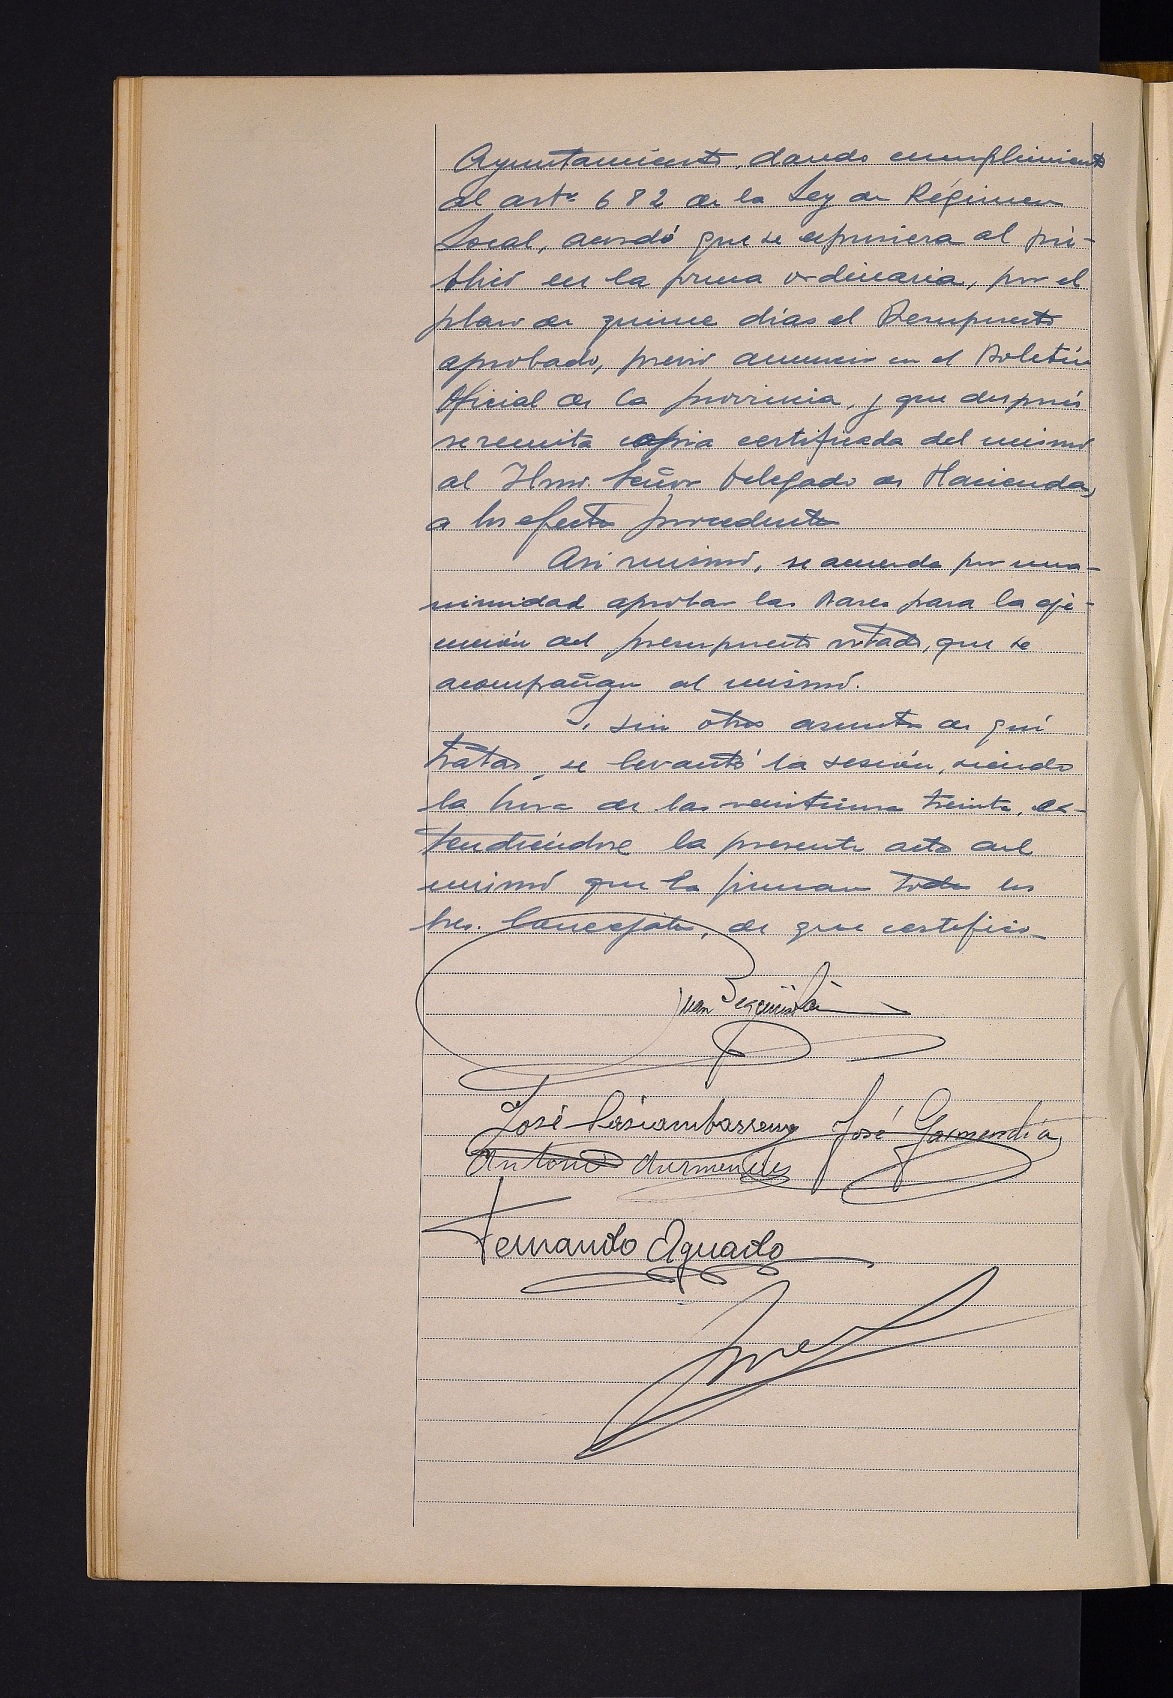 Ayuntamiento, dando cumplimiento
al artº 682 de la Ley de Régimen
Local, acordó que se expusiera al pú-
blico en la forma ordinaria, por el
plazo de quince días el Presupuesto
aprobado, previo anuncio en el Boletín
Oficial de la provincia, y que después
se remita copia certificada del mismo
al Iltmo. Señor Delegado de Hacienda,
a los efectos procedentes
Asi mismo, se acuerda por una-
nimidad aprobar las Bases para la eje-
cución del presupuesto votado, que se
acompañan al mismo.
sin otros asuntos de qué
tratar, se levantó la sesión, siendo
la hora de las veintiuna treinta, ex-
tendiéndose la presente acta del
mismo que la firman todos los
Sres. Concejales, de que certifico
Juan
José José Garmendia
Antonio
Fernando Aguado